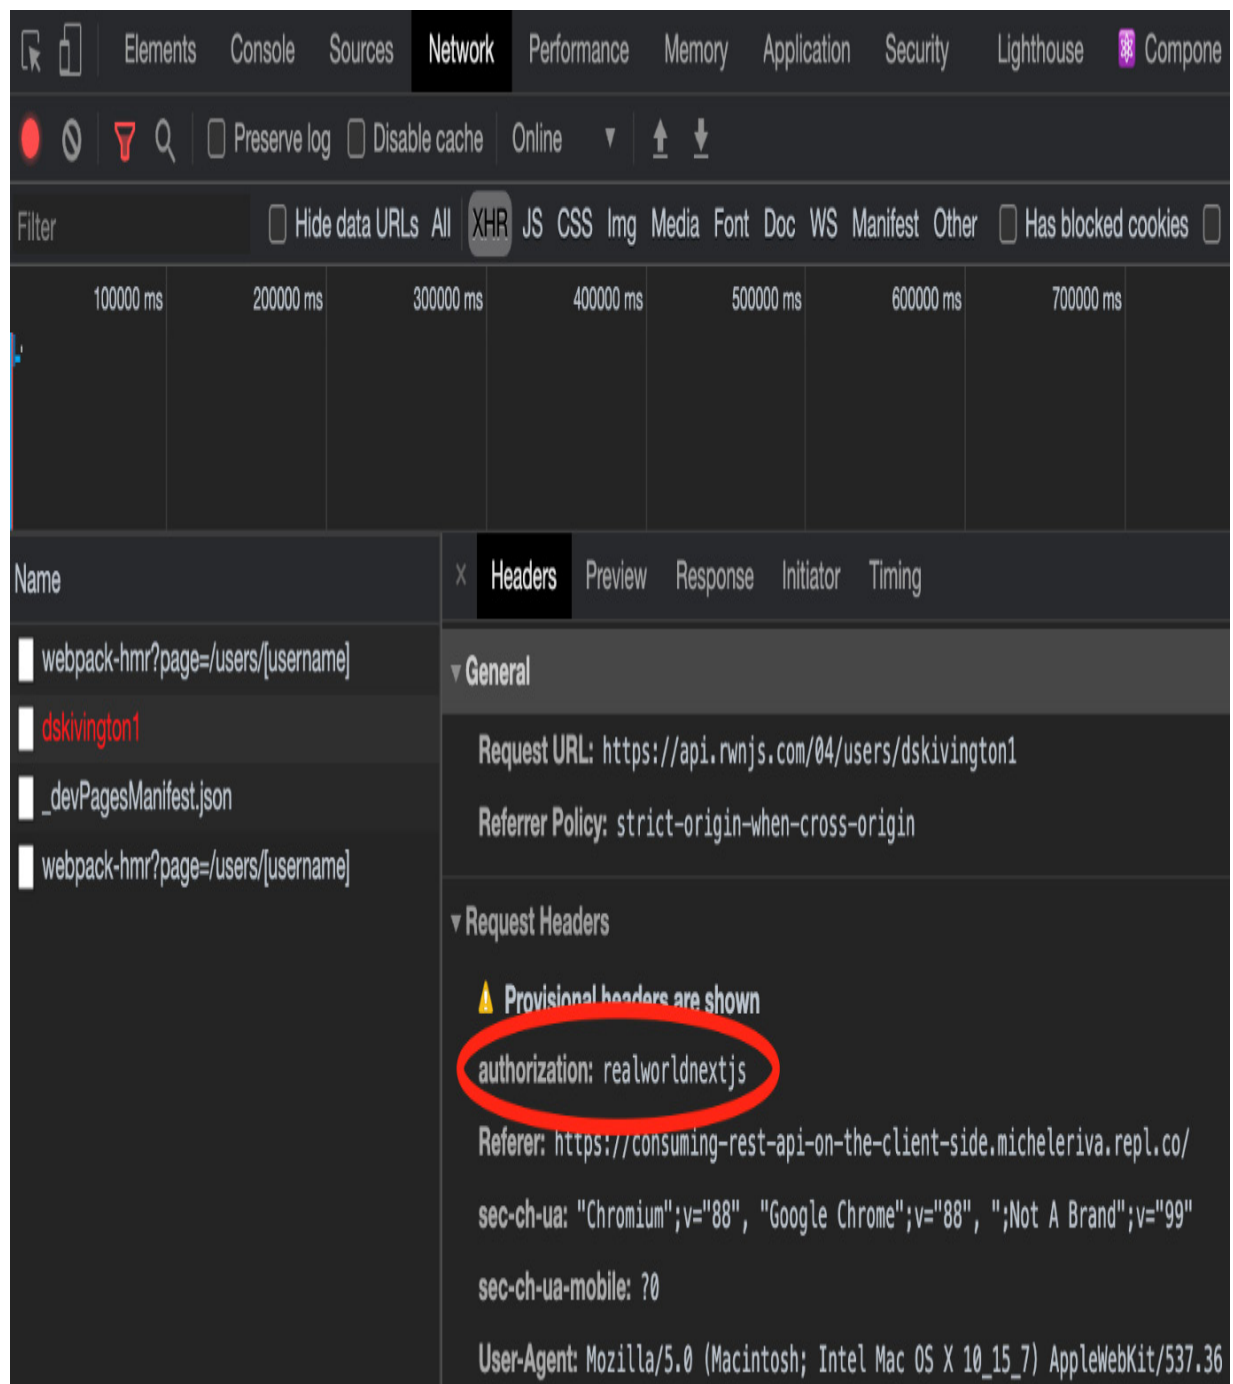 Elements Console Sources Network Performance Memory Application Security Lighthouse Compone
Preserve log Disable cache Online
Filter Hide data URLs All XHR JS CSS Img Media Font Doc WS Manifest Other Has blocked cookies
100000 ms 200000 ms 300000 ms 400000 ms 500000 ms 600000 ms 700000 ms
Name
webpack-hmr?page=/users/[username]
dskivington1
_devPagesManifest.json
webpack-hmr?page=/users/[username]
× Headers Preview Response Initiator Timing
General
Request URL: https://api.rwnjs.com/04/users/dskivington1
Referrer Policy: strict-origin-when-cross-origin
Request Headers
Provisional headers are shown
authorization: realworldnextjs
Referer: https://consuming-rest-api-on-the-client-side.micheleriva.repl.co/
sec-ch-ua: "Chromium";v="88", "Google Chrome";v="88", ";Not A Brand";v="99"
sec-ch-ua-mobile: ?0
User-Agent: Mozilla/5.0 (Macintosh; Intel Mac OS X 10_15_7) AppleWebKit/537.36